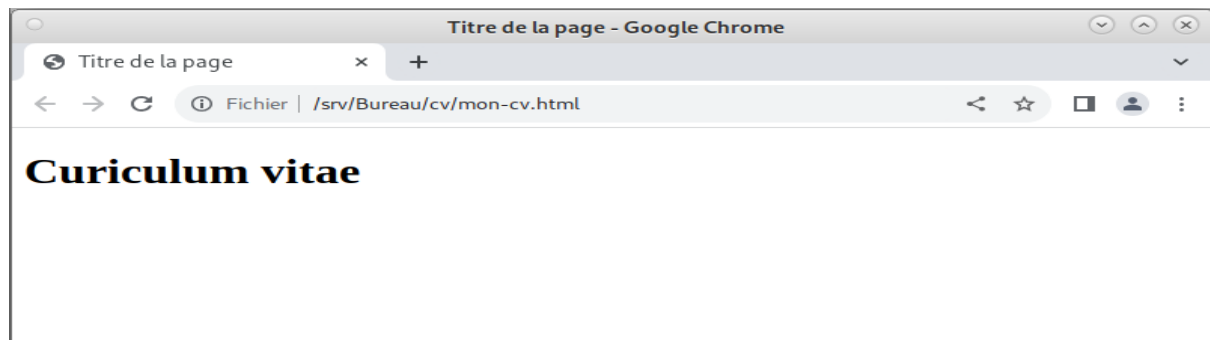 Titre de la page - Google Chrome
Titre de la page
Fichier /srv/Bureau/cv/mon-cv.html
Curiculum vitae